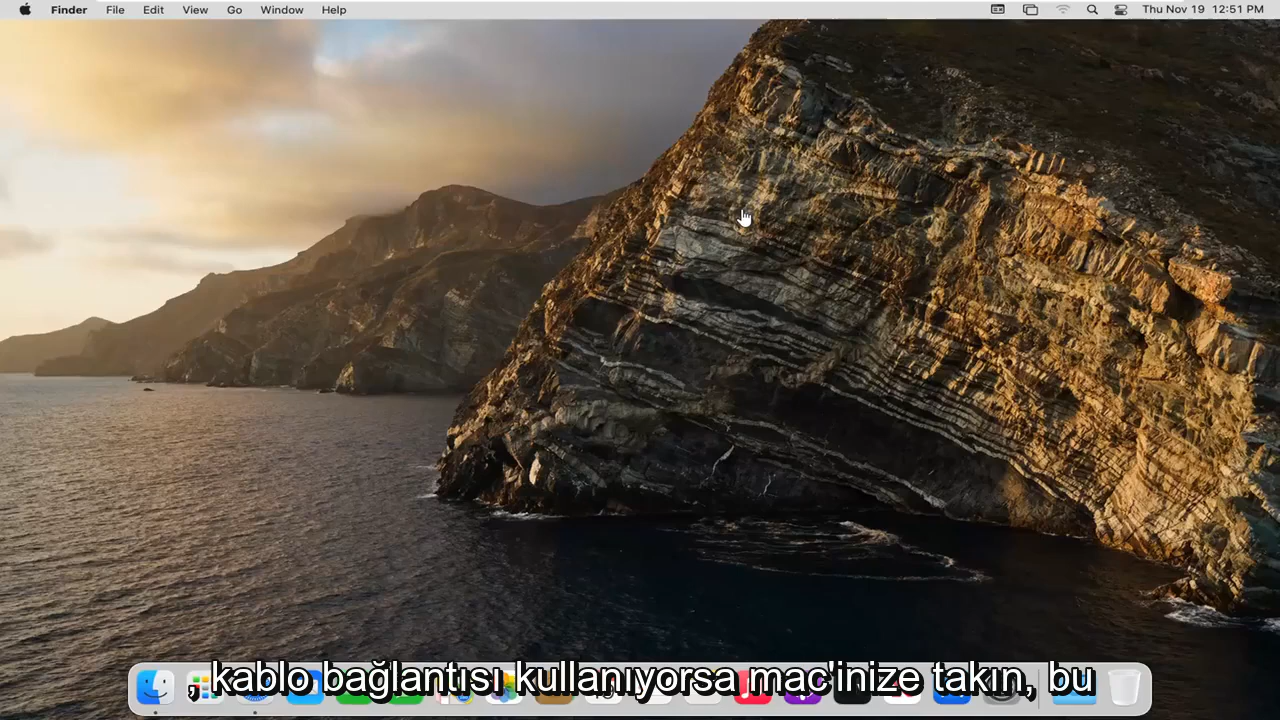 Finder File Edit View Go Window Help Thu Nov 19 12:51 PM
, kablo bağlantısı kullanıyorsa mac'inize takın, bu